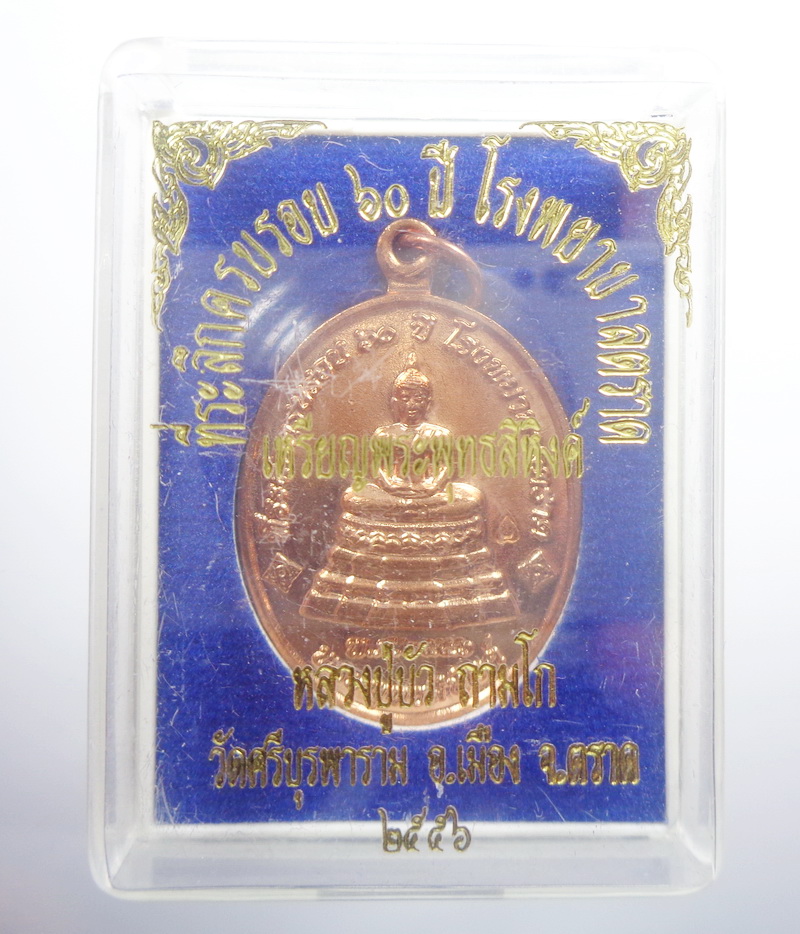 ที่ระลึกครบรอบ ๖๐ ปี โรงพยาบาลตราด
๖๐ ปี
เหรียญพระพุทธสิหิงค์
หลวงปู่บัว ถามโก
วัดศรีบุรพาราม อ.เมือง จ.ตราด
๒๕๕๖